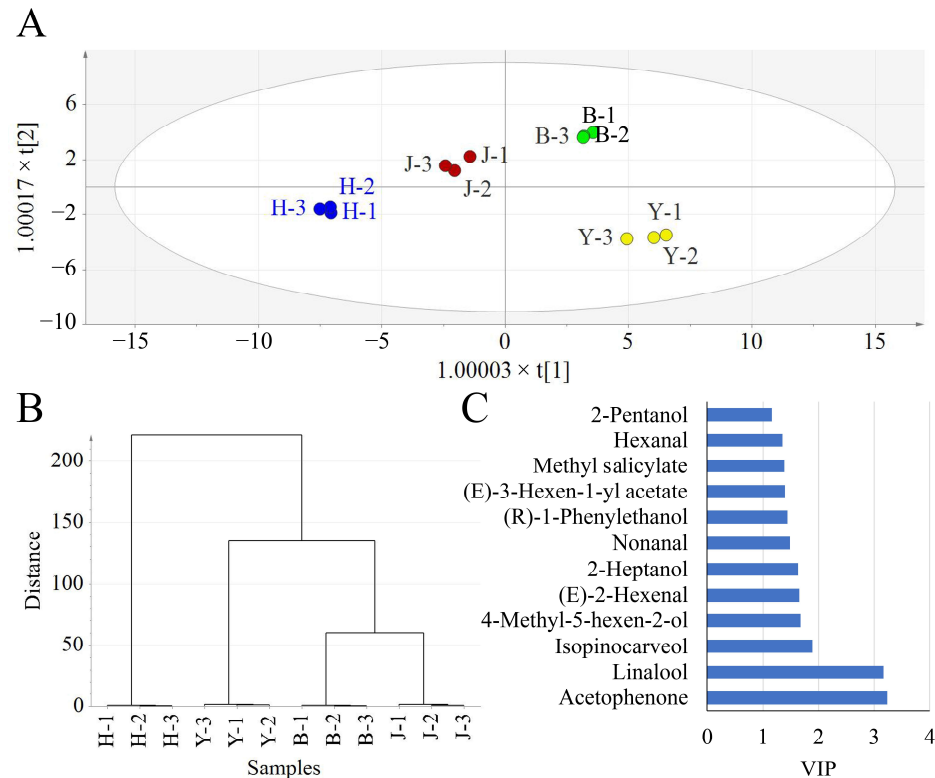 A
1.00017 × t[2]
6
2
−2
−6
−10
B-1
B-3
B-2
J-3
J-1
J-2
H-2
H-3
H-1
Y-1
Y-3
Y-2
−15
−10
−5
0
5
10
15
1.00003 × t[1]
B
Distance
200
150
100
50
0
H-1
H-2
H-3
Y-3
Y-1
Y-2
B-1
B-2
B-3
J-1
J-2
J-3
Samples
C
2-Pentanol
Hexanal
Methyl salicylate
(E)-3-Hexen-1-yl acetate
(R)-1-Phenylethanol
Nonanal
2-Heptanol
(E)-2-Hexenal
4-Methyl-5-hexen-2-ol
Isopinocarveol
Linalool
Acetophenone
0
1
2
3
4
VIP